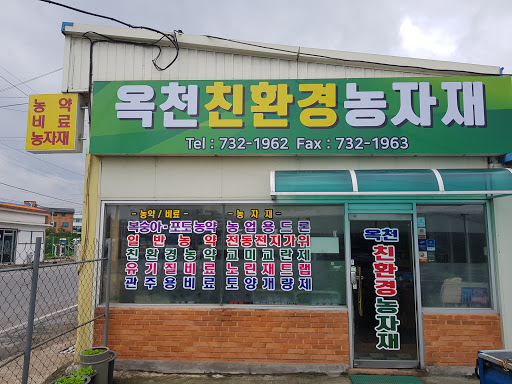 농약
비료
농자재
옥천친환경농자재
Tel : 732-1962 Fax : 732-1963
- 농약 / 비료 -
복숭아·포도농약
일반농약
친환경농약
유기질비료
관주용비료
- 농자재 -
농업용드론
전동전지가위
교미교란제
노린재트랩
토양개량제
옥천
친환경농자재